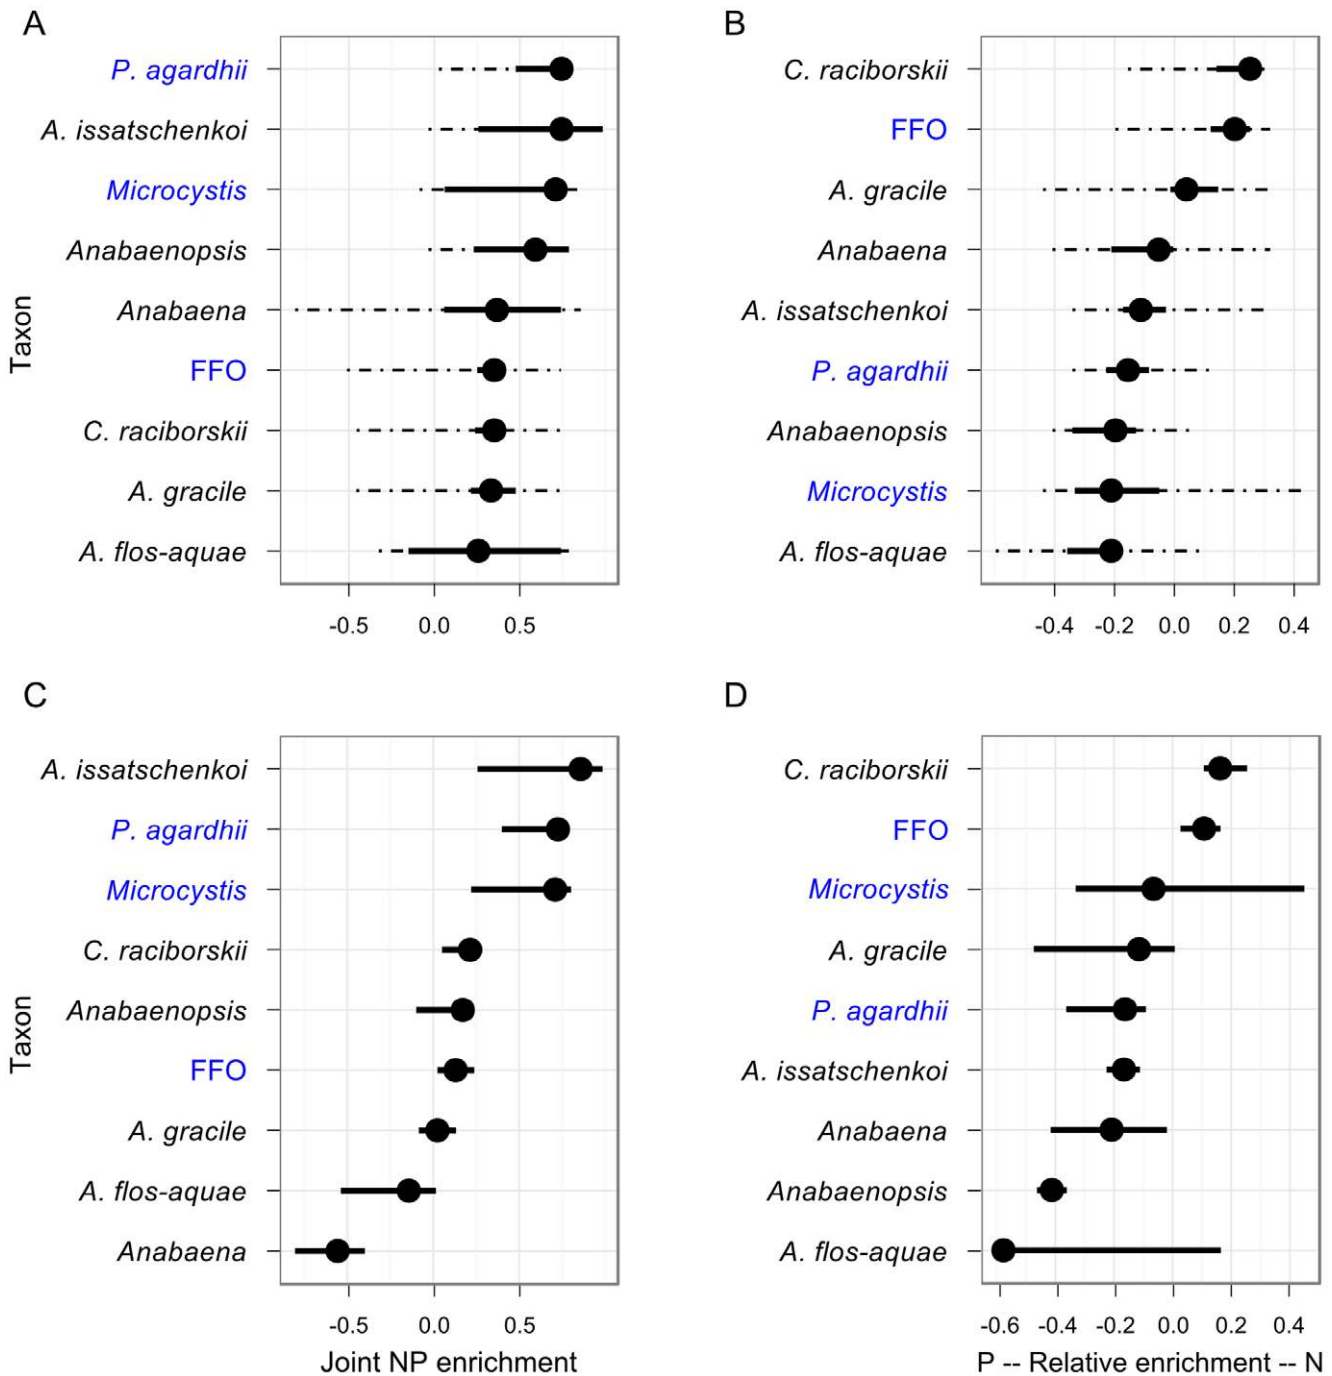 A
P. agardhii
A. issatschenkoi
Microcystis
Anabaenopsis
Anabaena
FFO
C. raciborskii
A. gracile
A. flos-aquae
Taxon
-0.5 0.0 0.5
B
C. raciborskii
FFO
A. gracile
Anabaena
A. issatschenkoi
P. agardhii
Anabaenopsis
Microcystis
A. flos-aquae
-0.4 -0.2 0.0 0.2 0.4
C
A. issatschenkoi
P. agardhii
Microcystis
C. raciborskii
Anabaenopsis
FFO
A. gracile
A. flos-aquae
Anabaena
Taxon
-0.5 0.0 0.5
Joint NP enrichment
D
C. raciborskii
FFO
Microcystis
A. gracile
P. agardhii
A. issatschenkoi
Anabaena
Anabaenopsis
A. flos-aquae
-0.6 -0.4 -0.2 0.0 0.2 0.4
P -- Relative enrichment -- N